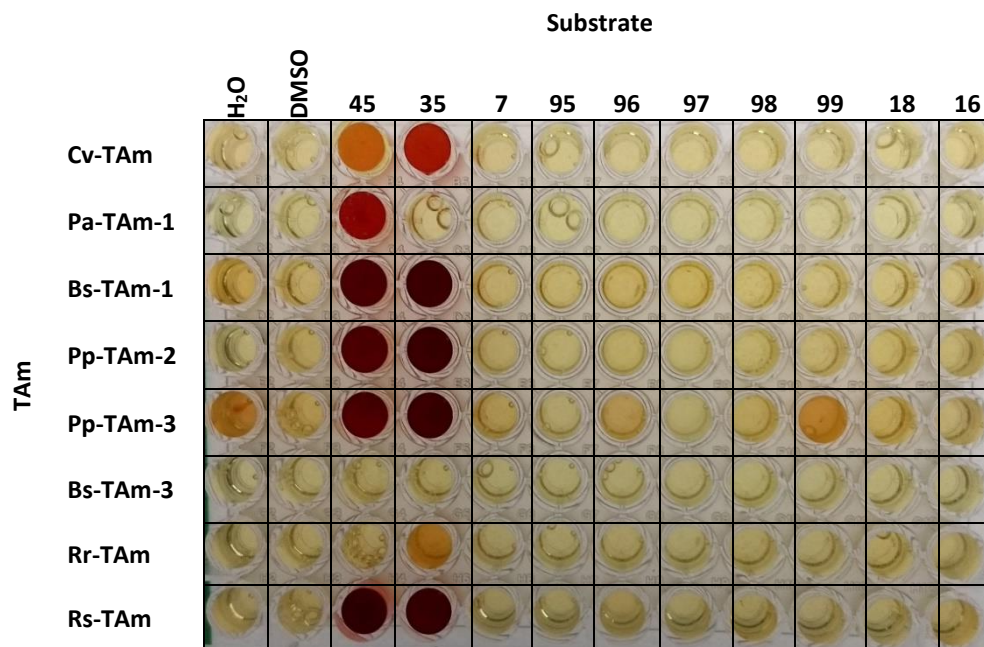 Substrate
H₂O DMSO 45 35 7 95 96 97 98 99 18 16
TAm
Cv-TAm
Pa-TAm-1
Bs-TAm-1
Pp-TAm-2
Pp-TAm-3
Bs-TAm-3
Rr-TAm
Rs-TAm